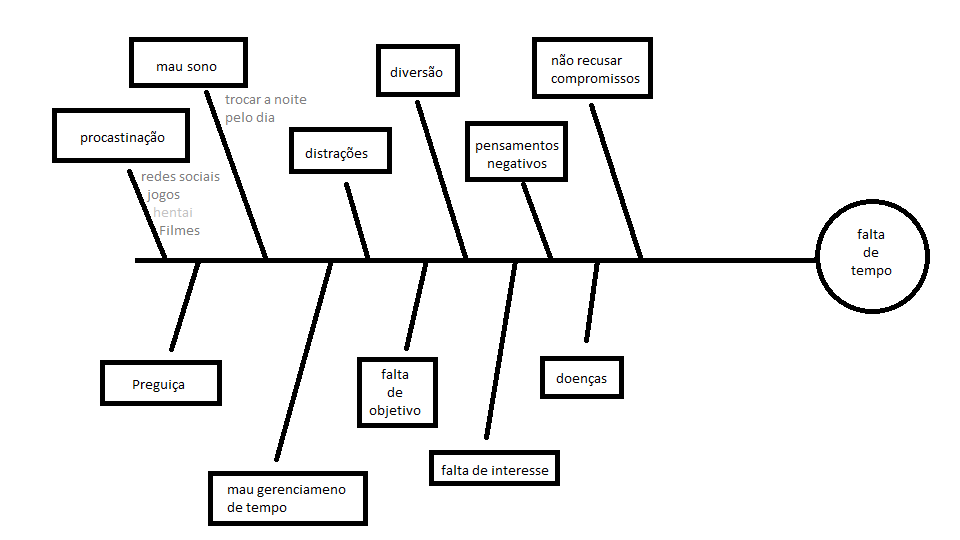 mau sono
trocar a noite
pelo dia
procastinação
redes sociais
jogos
hentai
Filmes
distrações
diversão
pensamentos
negativos
não recusar
compromissos
falta
de
tempo
Preguiça
mau gerenciameno
de tempo
falta
de
objetivo
falta de interesse
doenças